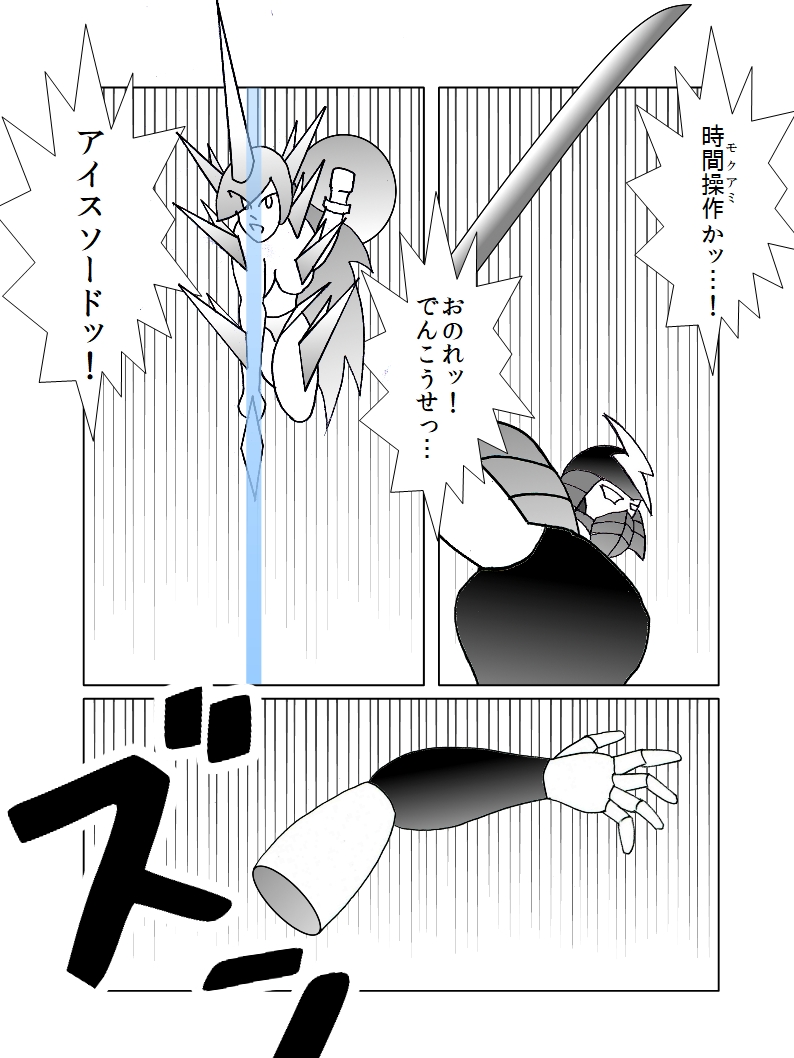 時間操作かッ…！
モクアミ
おのれッ！
でんこうせっ…
アイスソードッ！
ズン